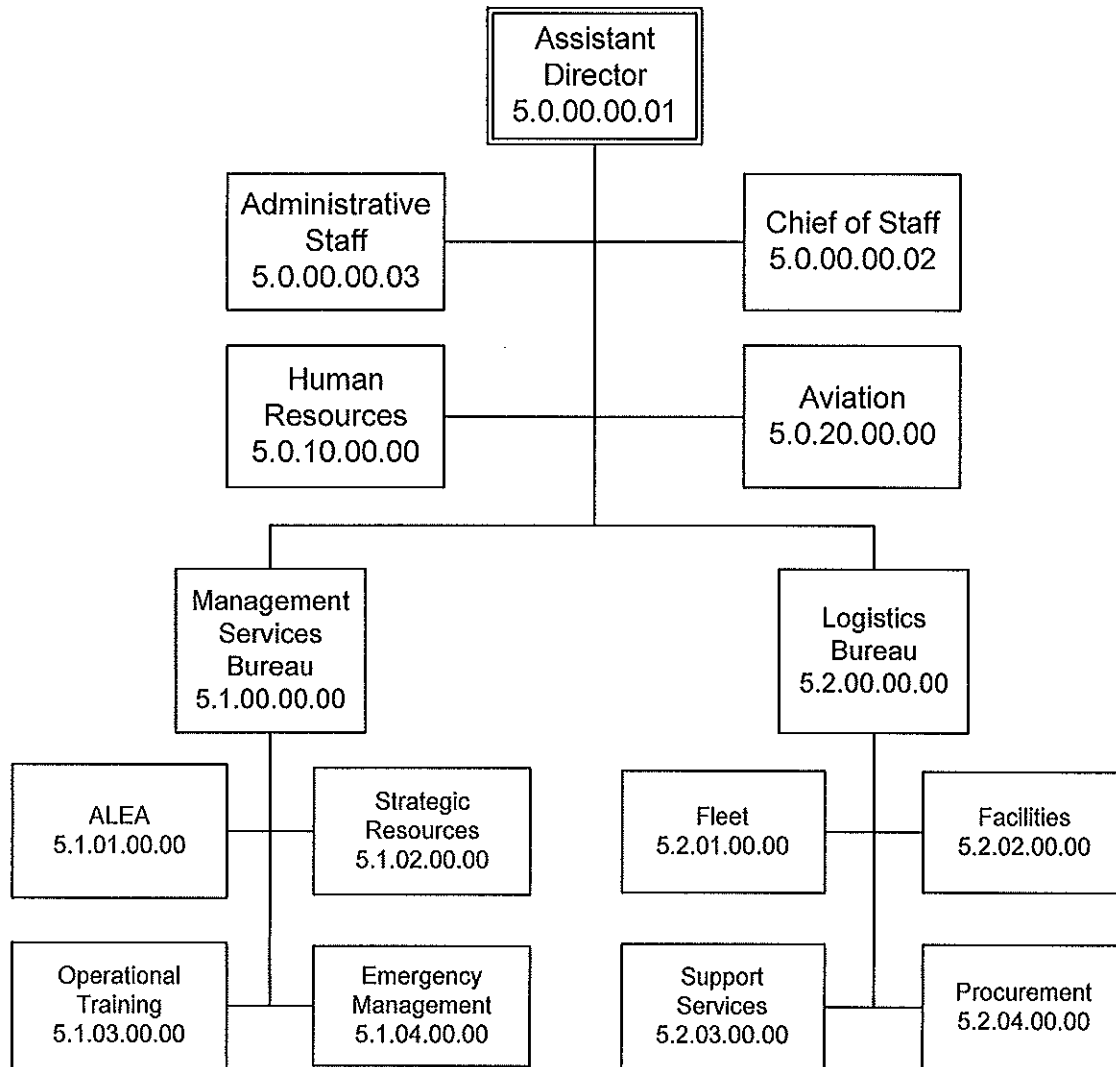 Assistant
Director
5.0.00.00.01
Administrative
Staff
5.0.00.00.03
Chief of Staff
5.0.00.00.02
Human
Resources
5.0.10.00.00
Aviation
5.0.20.00.00
Management
Services
Bureau
5.1.00.00.00
Logistics
Bureau
5.2.00.00.00
ALEA
5.1.01.00.00
Strategic
Resources
5.1.02.00.00
Fleet
5.2.01.00.00
Facilities
5.2.02.00.00
Operational
Training
5.1.03.00.00
Emergency
Management
5.1.04.00.00
Support
Services
5.2.03.00.00
Procurement
5.2.04.00.00